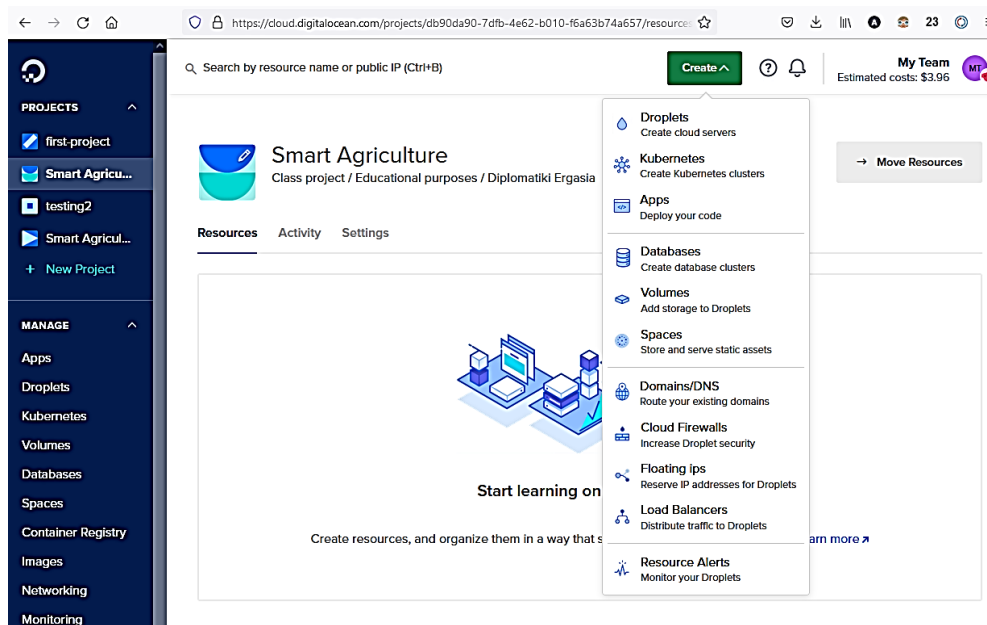 https://cloud.digitalocean.com/projects/db90da90-7dfb-4e62-b010-f6a63b74a657/resources
23
Search by resource name or public IP (Ctrl+B)
Create
My Team
Estimated costs: $3.96
MT
PROJECTS
first-project
Smart Agricu...
testing2
Smart Agricul...
+ New Project
MANAGE
Apps
Droplets
Kubernetes
Volumes
Databases
Spaces
Container Registry
Images
Networking
Monitoring
Smart Agriculture
Class project / Educational purposes / Diplomatiki Ergasia
→ Move Resources
Resources
Activity
Settings
Start learning on
Create resources, and organize them in a way that s
arn more
Droplets
Create cloud servers
Kubernetes
Create Kubernetes clusters
Apps
Deploy your code
Databases
Create database clusters
Volumes
Add storage to Droplets
Spaces
Store and serve static assets
Domains/DNS
Route your existing domains
Cloud Firewalls
Increase Droplet security
Floating ips
Reserve IP addresses for Droplets
Load Balancers
Distribute traffic to Droplets
Resource Alerts
Monitor your Droplets